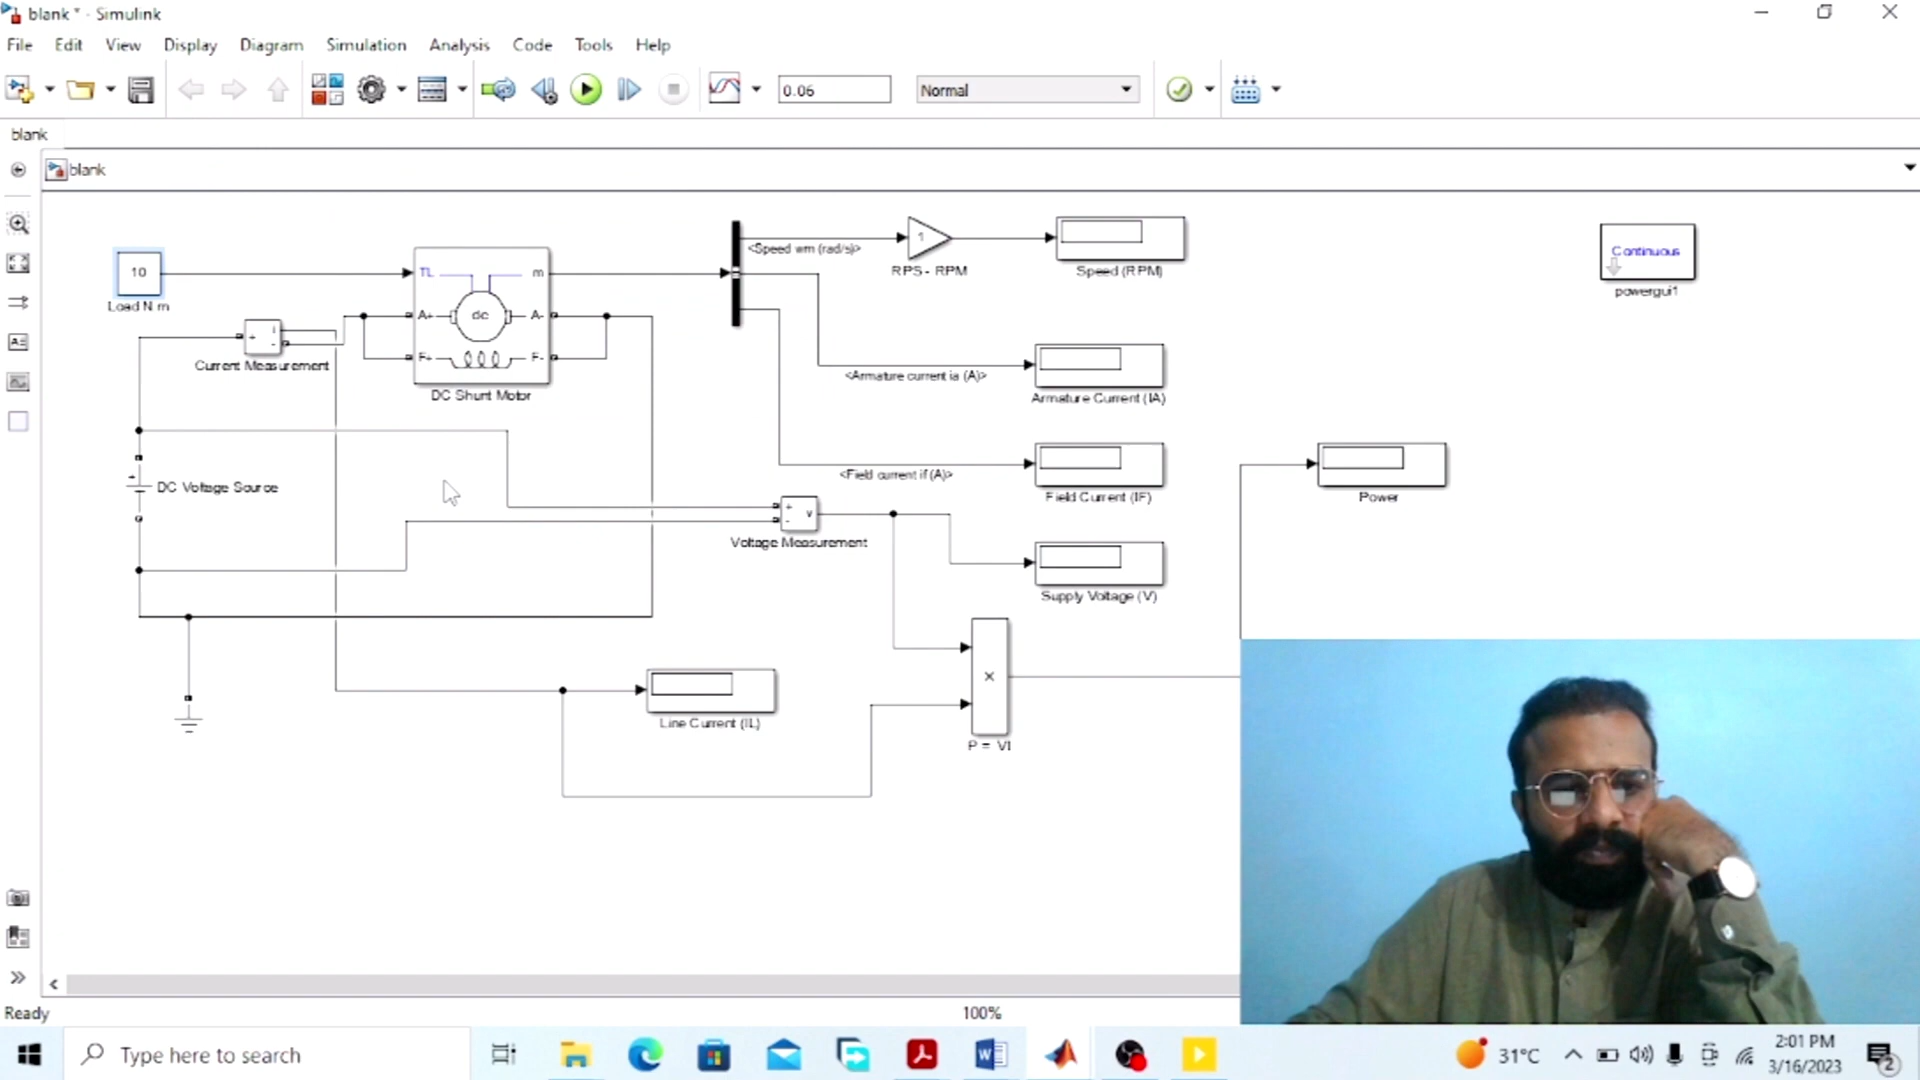 blank * - Simulink
File Edit View Display Diagram Simulation Analysis Code Tools Help
0.06 Normal
blank
blank
10
Load N m
TL m
A+ dc A-
F+ F-
DC Shunt Motor
+ i
-
Current Measurement
+
DC Voltage Source
<Speed wm (rad/s)>
1
RPS - RPM
Speed (RPM)
Continuous
powergui1
<Armature current ia (A)>
Armature Current (IA)
<Field current if (A)>
Field Current (IF)
Power
+ v
-
Voltage Measurement
Supply Voltage (V)
×
P = VI
Line Current (IL)
Ready 100%
Type here to search
31°C
2:01 PM
3/16/2023
2